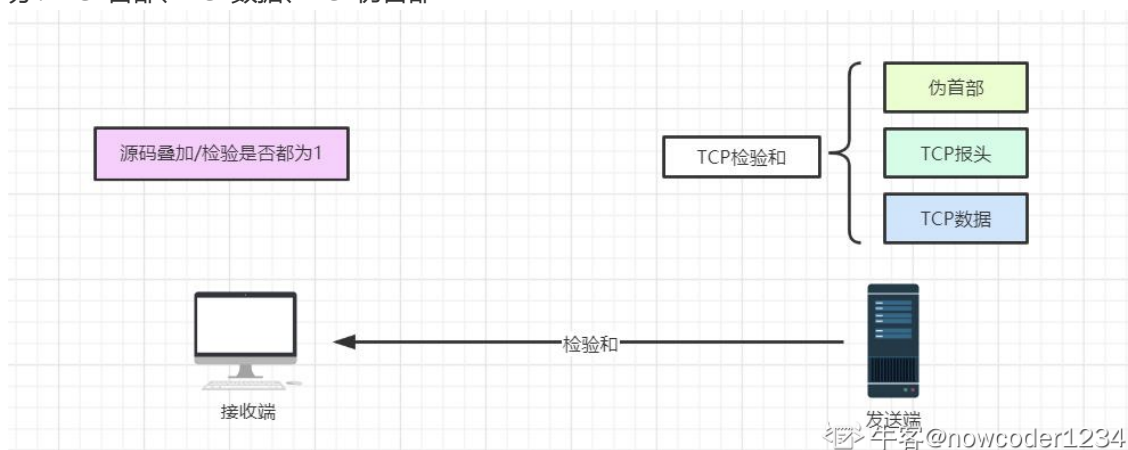 伪首部
源码叠加/检验是否都为1
TCP检验和
TCP报头
TCP数据
检验和
接收端
发送端
牛客@nowcoder1234